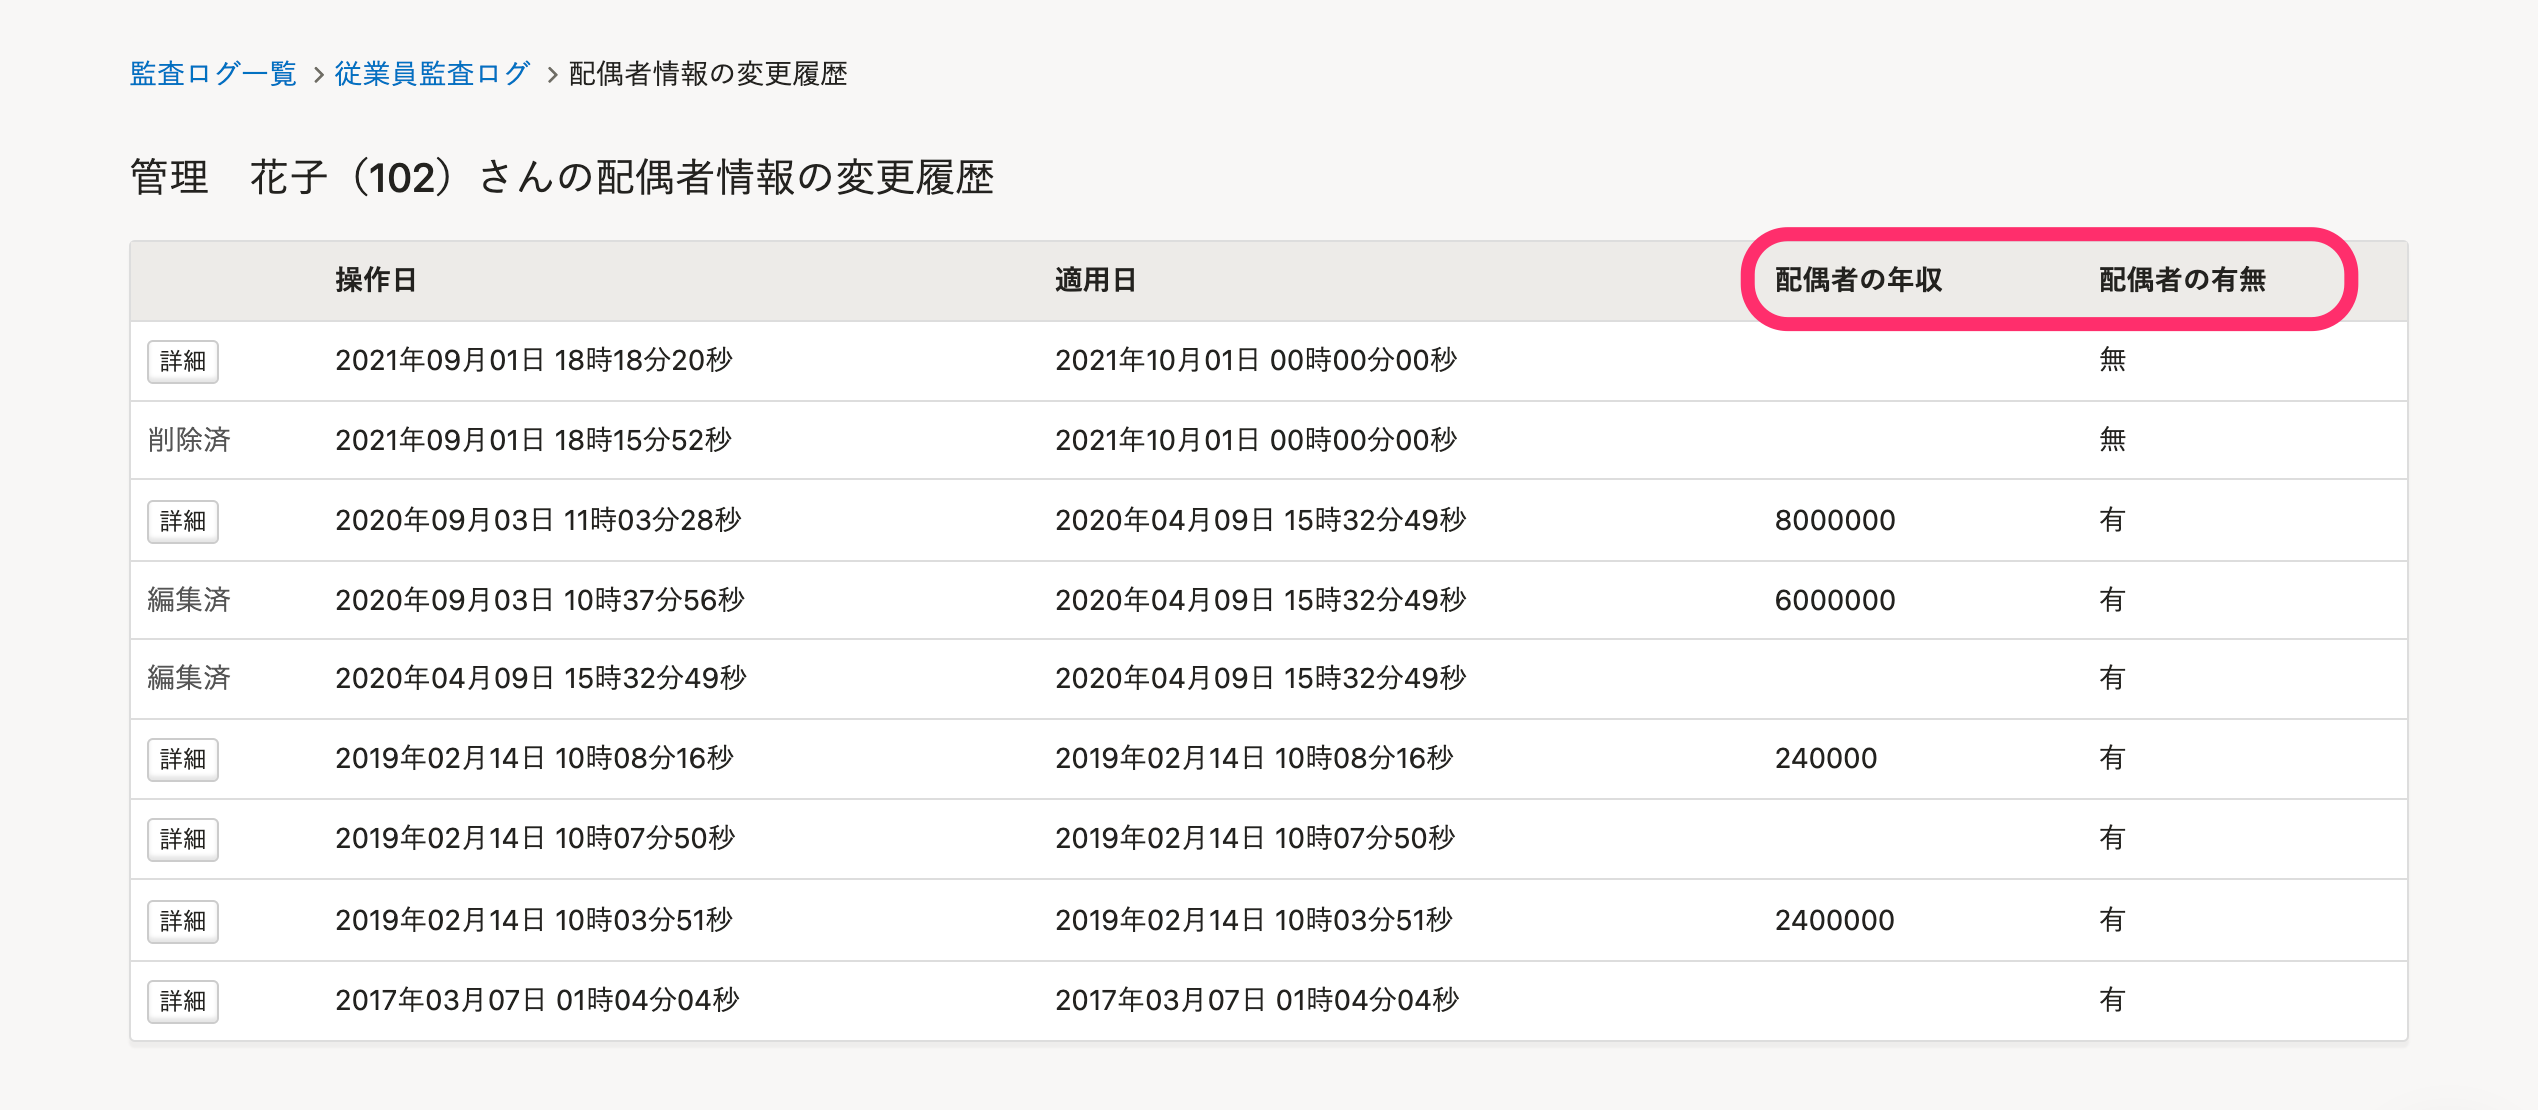 監査ログ一覧 > 従業員監査ログ > 配偶者情報の変更履歴
管理　花子（102）さんの配偶者情報の変更履歴
操作日 適用日 配偶者の年収 配偶者の有無
詳細 2021年09月01日 18時18分20秒 2021年10月01日 00時00分00秒 無
削除済 2021年09月01日 18時15分52秒 2021年10月01日 00時00分00秒 無
詳細 2020年09月03日 11時03分28秒 2020年04月09日 15時32分49秒 8000000 有
編集済 2020年09月03日 10時37分56秒 2020年04月09日 15時32分49秒 6000000 有
編集済 2020年04月09日 15時32分49秒 2020年04月09日 15時32分49秒 有
詳細 2019年02月14日 10時08分16秒 2019年02月14日 10時08分16秒 240000 有
詳細 2019年02月14日 10時07分50秒 2019年02月14日 10時07分50秒 有
詳細 2019年02月14日 10時03分51秒 2019年02月14日 10時03分51秒 2400000 有
詳細 2017年03月07日 01時04分04秒 2017年03月07日 01時04分04秒 有